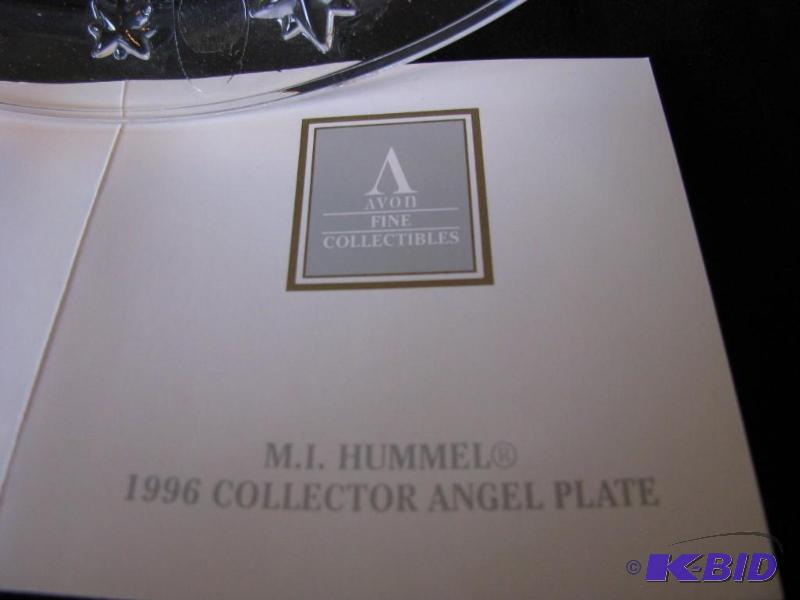 AVON
FINE
COLLECTIBLES
M.I. HUMMEL®
1996 COLLECTOR ANGEL PLATE
© K-BID